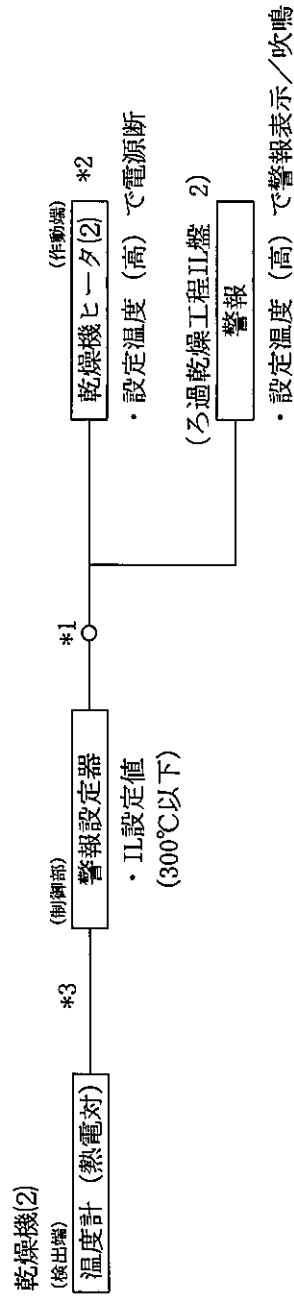 乾燥機(2)
(検出端)
温度計（熱電対）
*3
(制御部)
警報設定器
・IL設定値
(300℃以下)
*1
(作動端)
乾燥機ヒータ(2)
*2
・設定温度（高）で電源断
(ろ過乾燥工程IL盤 2)
警報
・設定温度（高）で警報表示／吹鳴